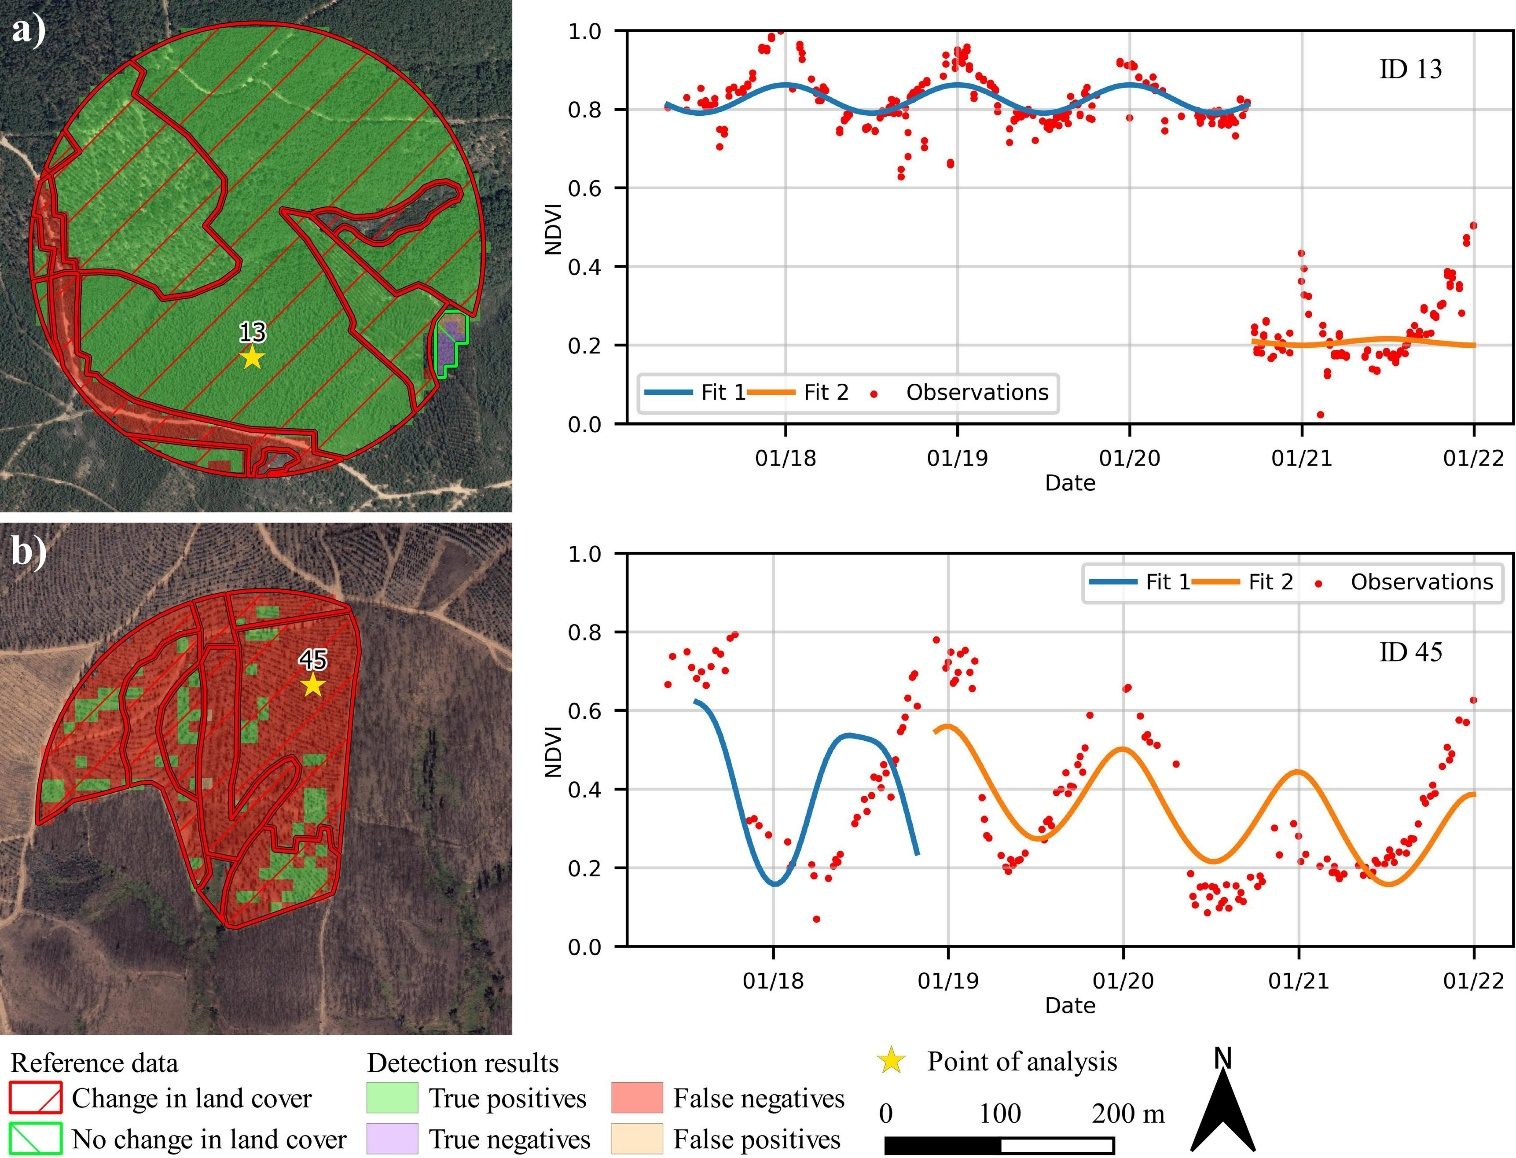 a)
13
1.0
0.8
0.6
0.4
0.2
0.0
NDVI
ID 13
Fit 1 Fit 2 Observations
01/18 01/19 01/20 01/21 01/22
Date
b)
45
1.0
0.8
0.6
0.4
0.2
0.0
NDVI
Fit 1 Fit 2 Observations
ID 45
01/18 01/19 01/20 01/21 01/22
Date
Reference data
Change in land cover
No change in land cover
Detection results
True positives
False negatives
True negatives
False positives
Point of analysis
0 100 200 m
N